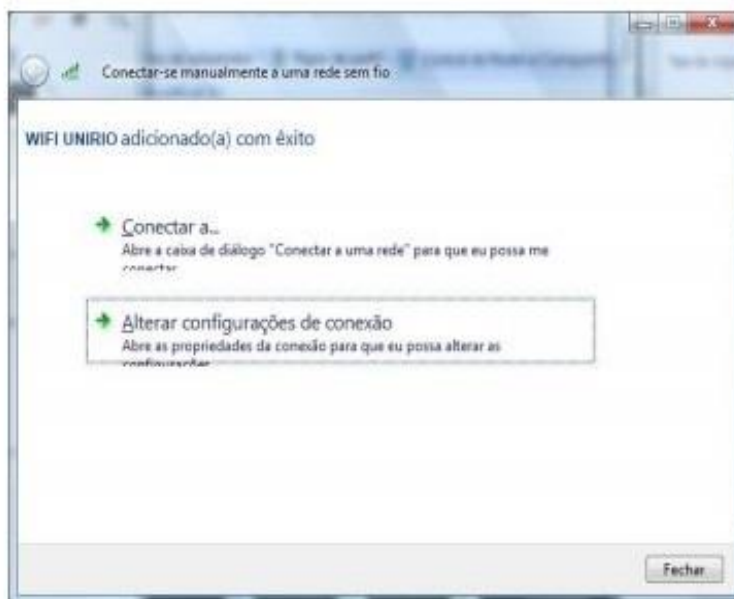 Conectar-se manualmente a uma rede sem fio
WIFI UNIRIO adicionado(a) com êxito
Conectar a...
Abre a caixa de diálogo "Conectar a uma rede" para que eu possa me
conectar
Alterar configurações de conexão
Abre as propriedades da conexão para que eu possa alterar as
configurações
Fechar